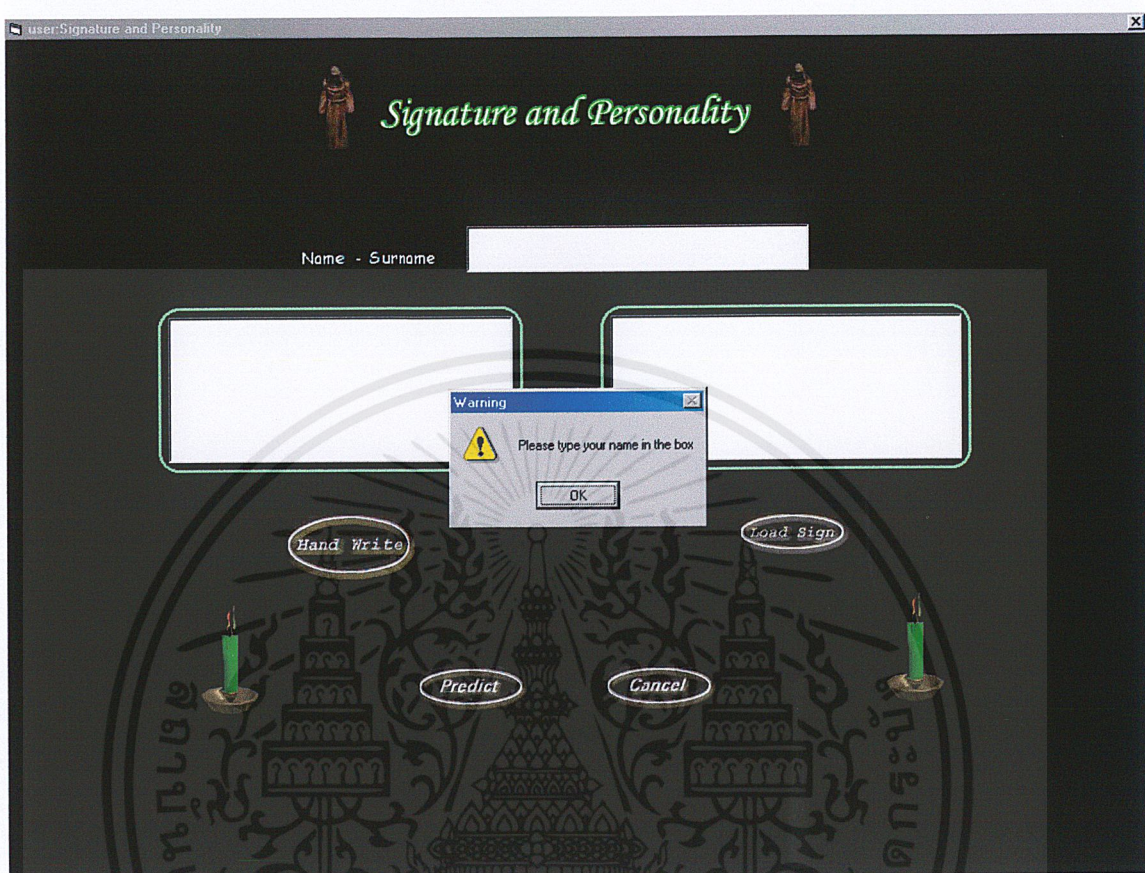 user:Signature and Personality
Signature and Personality
Name - Surname
Warning
Please type your name in the box
OK
Hand Write
Load Sign
Predict
Cancel